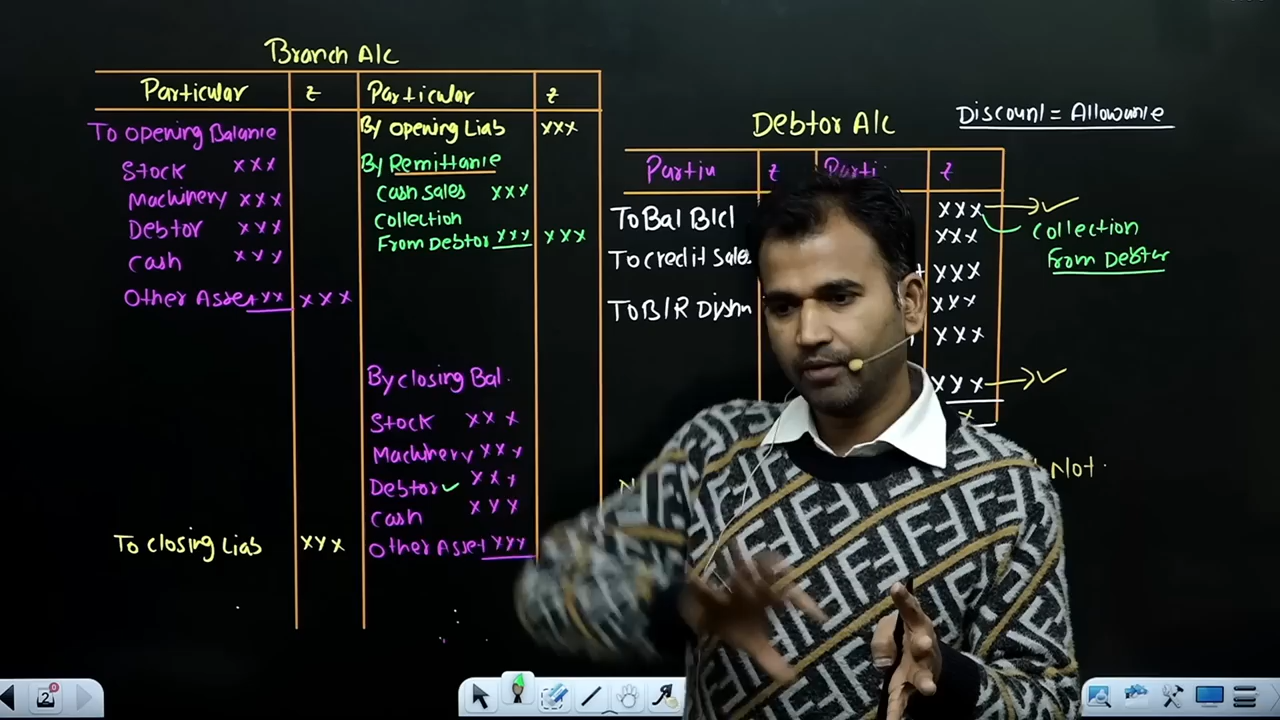 Branch A/c
Particular ₹ Particular ₹
To Opening Balance
Stock xxx
Machinery xxx
Debtor xxx
Cash xxx
Other Asset xxx xxx
To closing Liab xxx
By Opening Liab xxx
By Remittance
Cash Sales xxx
Collection
From Debtor xxx xxx
By closing Bal.
Stock xxx
Machinery xxx
Debtor ✓ xxx
Cash xxx
Other Asset xxx
Discount = Allowance
Debtor A/c
₹ ₹
To Bal B/d xxx → ✓
To credit Sales xxx
xxx
To B/R xxx
xxx
xxx → ✓
Collection
From Debtor
Not.
2